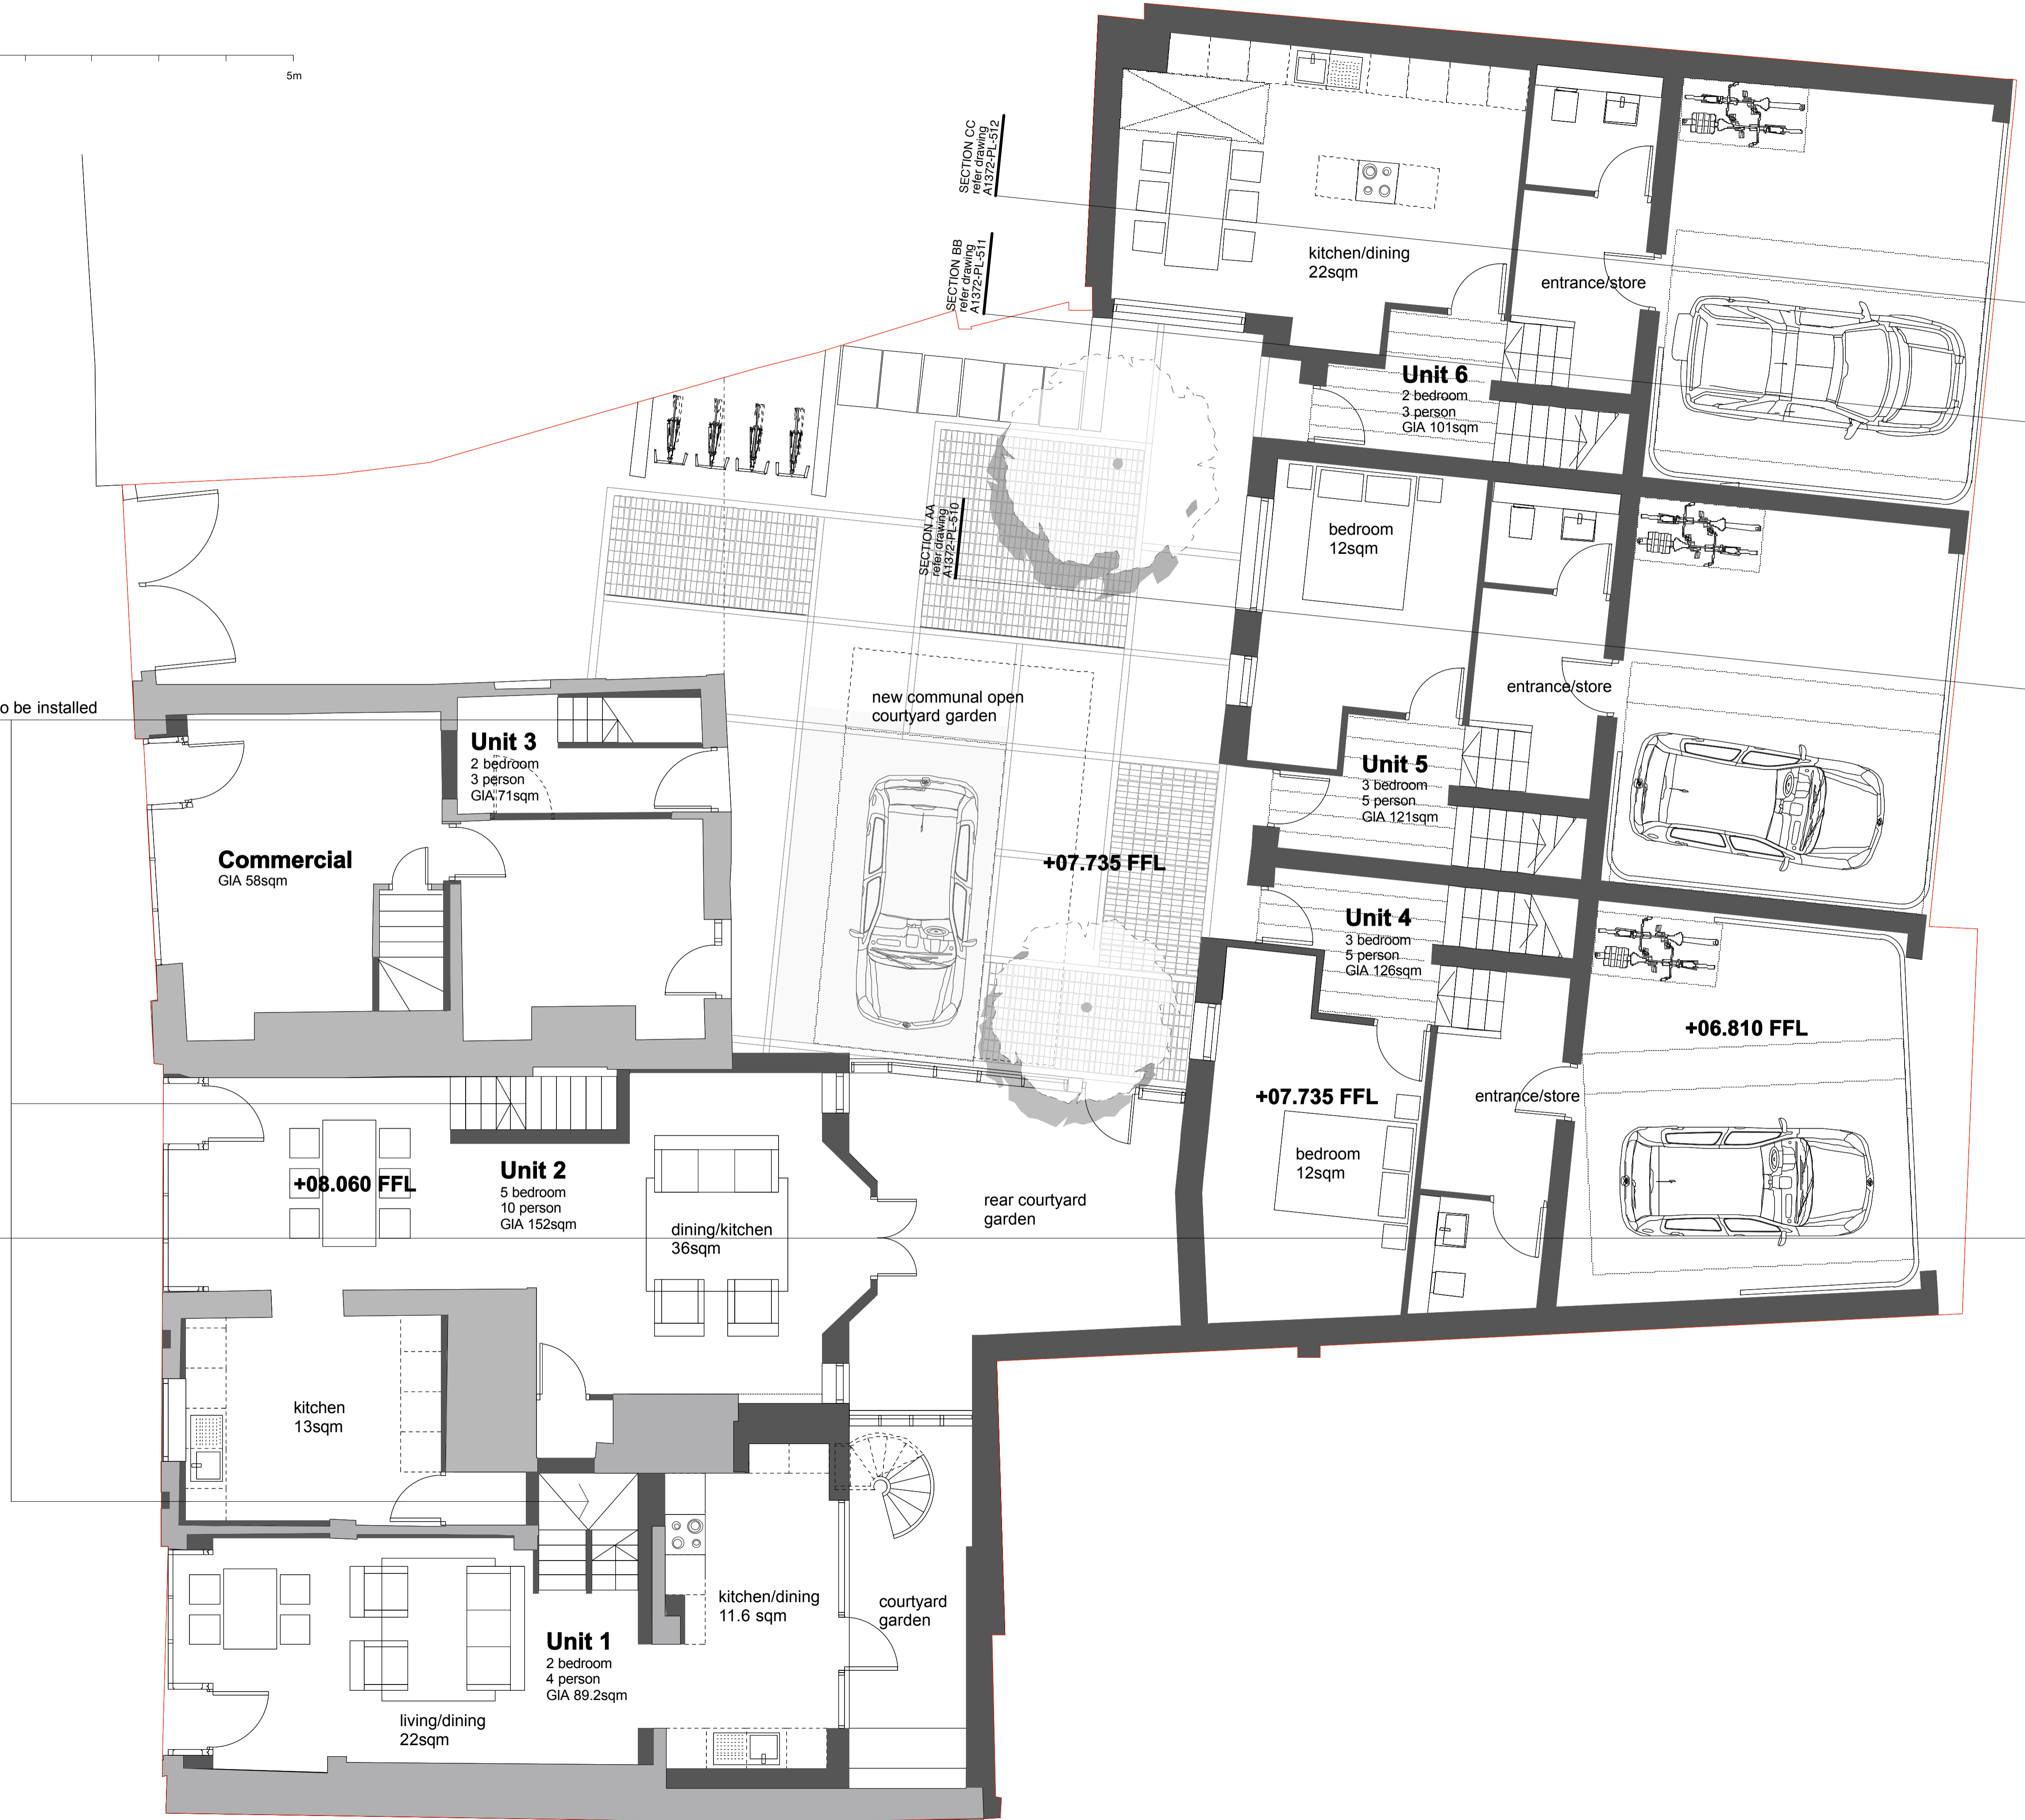 5m
SECTION CC
refer drawing
A1372-PL-512
SECTION BB
refer drawing
A1372-PL-511
kitchen/dining
22sqm
entrance/store
Unit 6
2 bedroom
3 person
GIA 101sqm
SECTION AA
refer drawing
A1372-PL-510
bedroom
12sqm
entrance/store
o be installed
new communal open
courtyard garden
Unit 3
2 bedroom
3 person
GIA 71sqm
Unit 5
3 bedroom
5 person
GIA 121sqm
Commercial
GIA 58sqm
+07.735 FFL
Unit 4
3 bedroom
5 person
GIA 126sqm
+06.810 FFL
+07.735 FFL
entrance/store
bedroom
12sqm
Unit 2
5 bedroom
10 person
GIA 152sqm
+08.060 FFL
dining/kitchen
36sqm
rear courtyard
garden
kitchen
13sqm
kitchen/dining
11.6 sqm
courtyard
garden
Unit 1
2 bedroom
4 person
GIA 89.2sqm
living/dining
22sqm